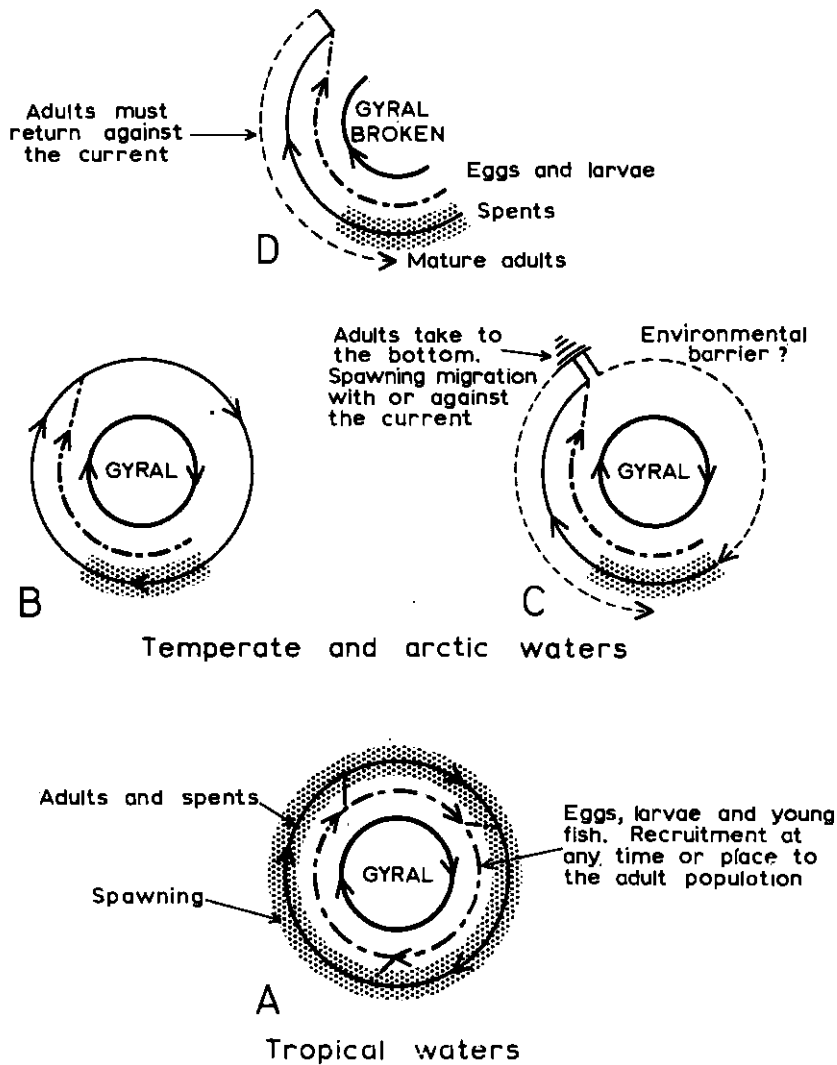 Adults must
return against
the current
GYRAL
BROKEN
Eggs and larvae
Spents
Mature adults
D
Adults take to
the bottom.
Spawning migration
with or against
the current
Environmental
barrier ?
GYRAL
GYRAL
B
C
Temperate and arctic waters
Adults and spents
Spawning
GYRAL
Eggs, larvae and young
fish. Recruitment at
any time or place to
the adult population
A
Tropical waters